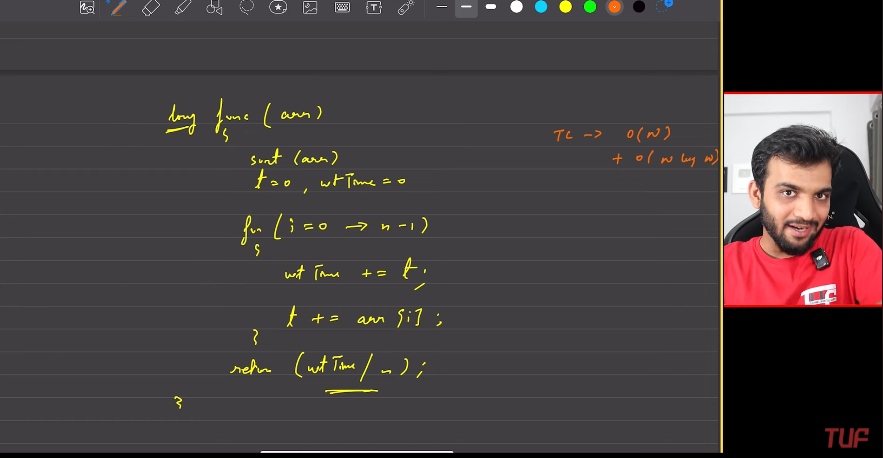 long func (arr)
{
sort (arr)
t = 0 , wtTime = 0
for ( i = 0 → n - 1 )
{
wtTime += t ;
t += arr [i] ;
}
return (wtTime / n) ;
}
TC -> O(N)
+ O(N log N)
TUF